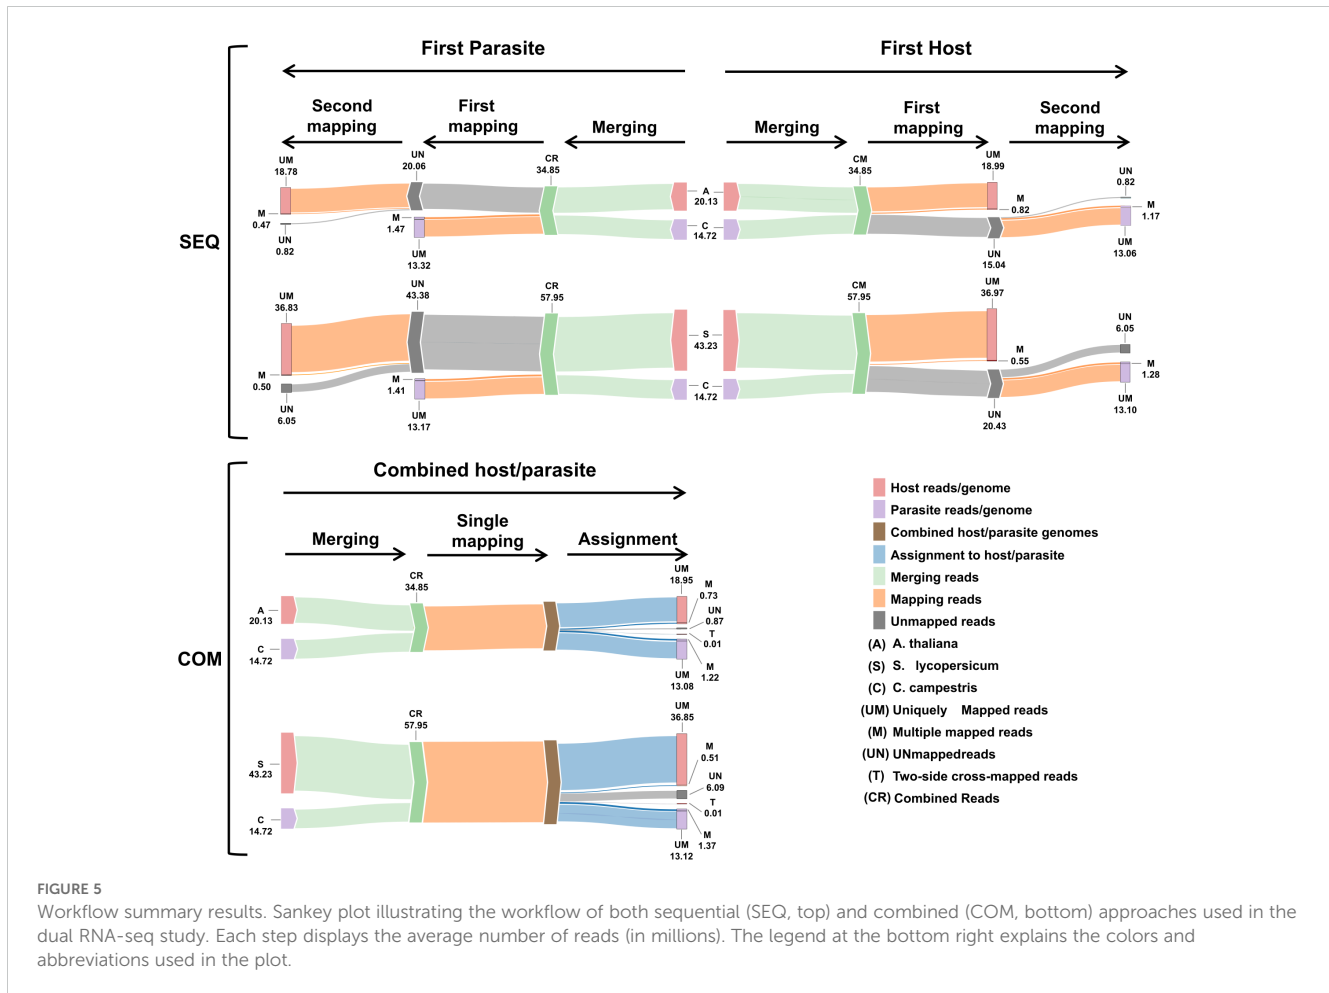 First Parasite
First Host
Second mapping
First mapping
Merging
Merging
First mapping
Second mapping
SEQ
UM
18.78
M
0.47
UN
0.82
UN
20.06
M
1.47
UM
13.32
CR
34.85
A
20.13
C
14.72
CM
34.85
UM
18.99
M
0.82
UN
15.04
UN
0.82
M
1.17
UM
13.06
UM
36.83
M
0.50
UN
6.05
UN
43.38
M
1.41
UM
13.17
CR
57.95
S
43.23
C
14.72
CM
57.95
UM
36.97
M
0.55
UN
20.43
UN
6.05
M
1.28
UM
13.10
COM
Combined host/parasite
Merging
Single mapping
Assignment
A
20.13
C
14.72
CR
34.85
UM
18.95
M
0.73
UN
0.87
T
0.01
M
1.22
UM
13.08
S
43.23
C
14.72
CR
57.95
UM
36.85
M
0.51
UN
6.09
T
0.01
M
1.37
UM
13.12
Host reads/genome
Parasite reads/genome
Combined host/parasite genomes
Assignment to host/parasite
Merging reads
Mapping reads
Unmapped reads
(A) A. thaliana
(S) S. lycopersicum
(C) C. campestris
(UM) Uniquely Mapped reads
(M) Multiple mapped reads
(UN) UNmappedreads
(T) Two-side cross-mapped reads
(CR) Combined Reads
FIGURE 5
Workflow summary results. Sankey plot illustrating the workflow of both sequential (SEQ, top) and combined (COM, bottom) approaches used in the
dual RNA-seq study. Each step displays the average number of reads (in millions). The legend at the bottom right explains the colors and
abbreviations used in the plot.